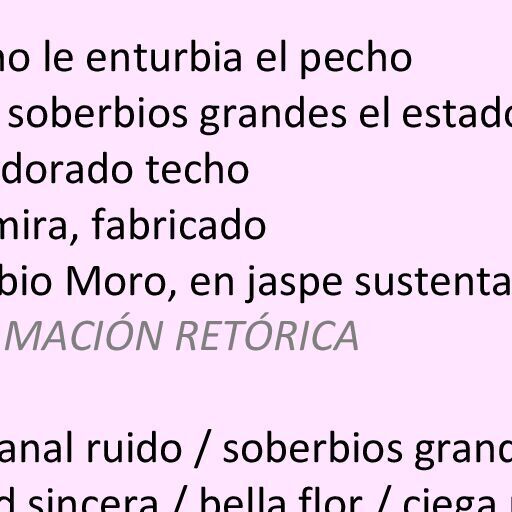 no le enturbia el pecho
soberbios grandes el estado
dorado techo
mira, fabricado
bio Moro, en jaspe sustenta
MACIÓN RETÓRICA
anal ruido / soberbios grand
d sincera / bella flor / ciega